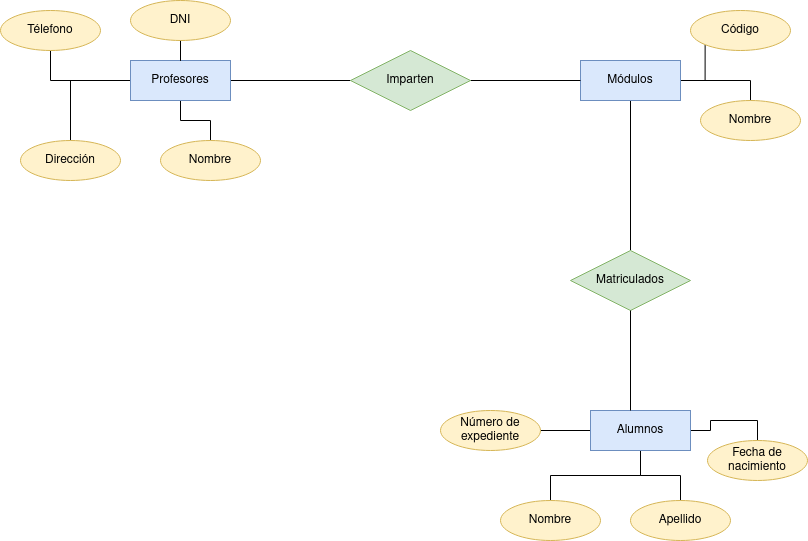 Télefono
DNI
Código
Profesores
Imparten
Módulos
Nombre
Dirección
Nombre
Matriculados
Número de
expediente
Alumnos
Fecha de
nacimiento
Nombre
Apellido